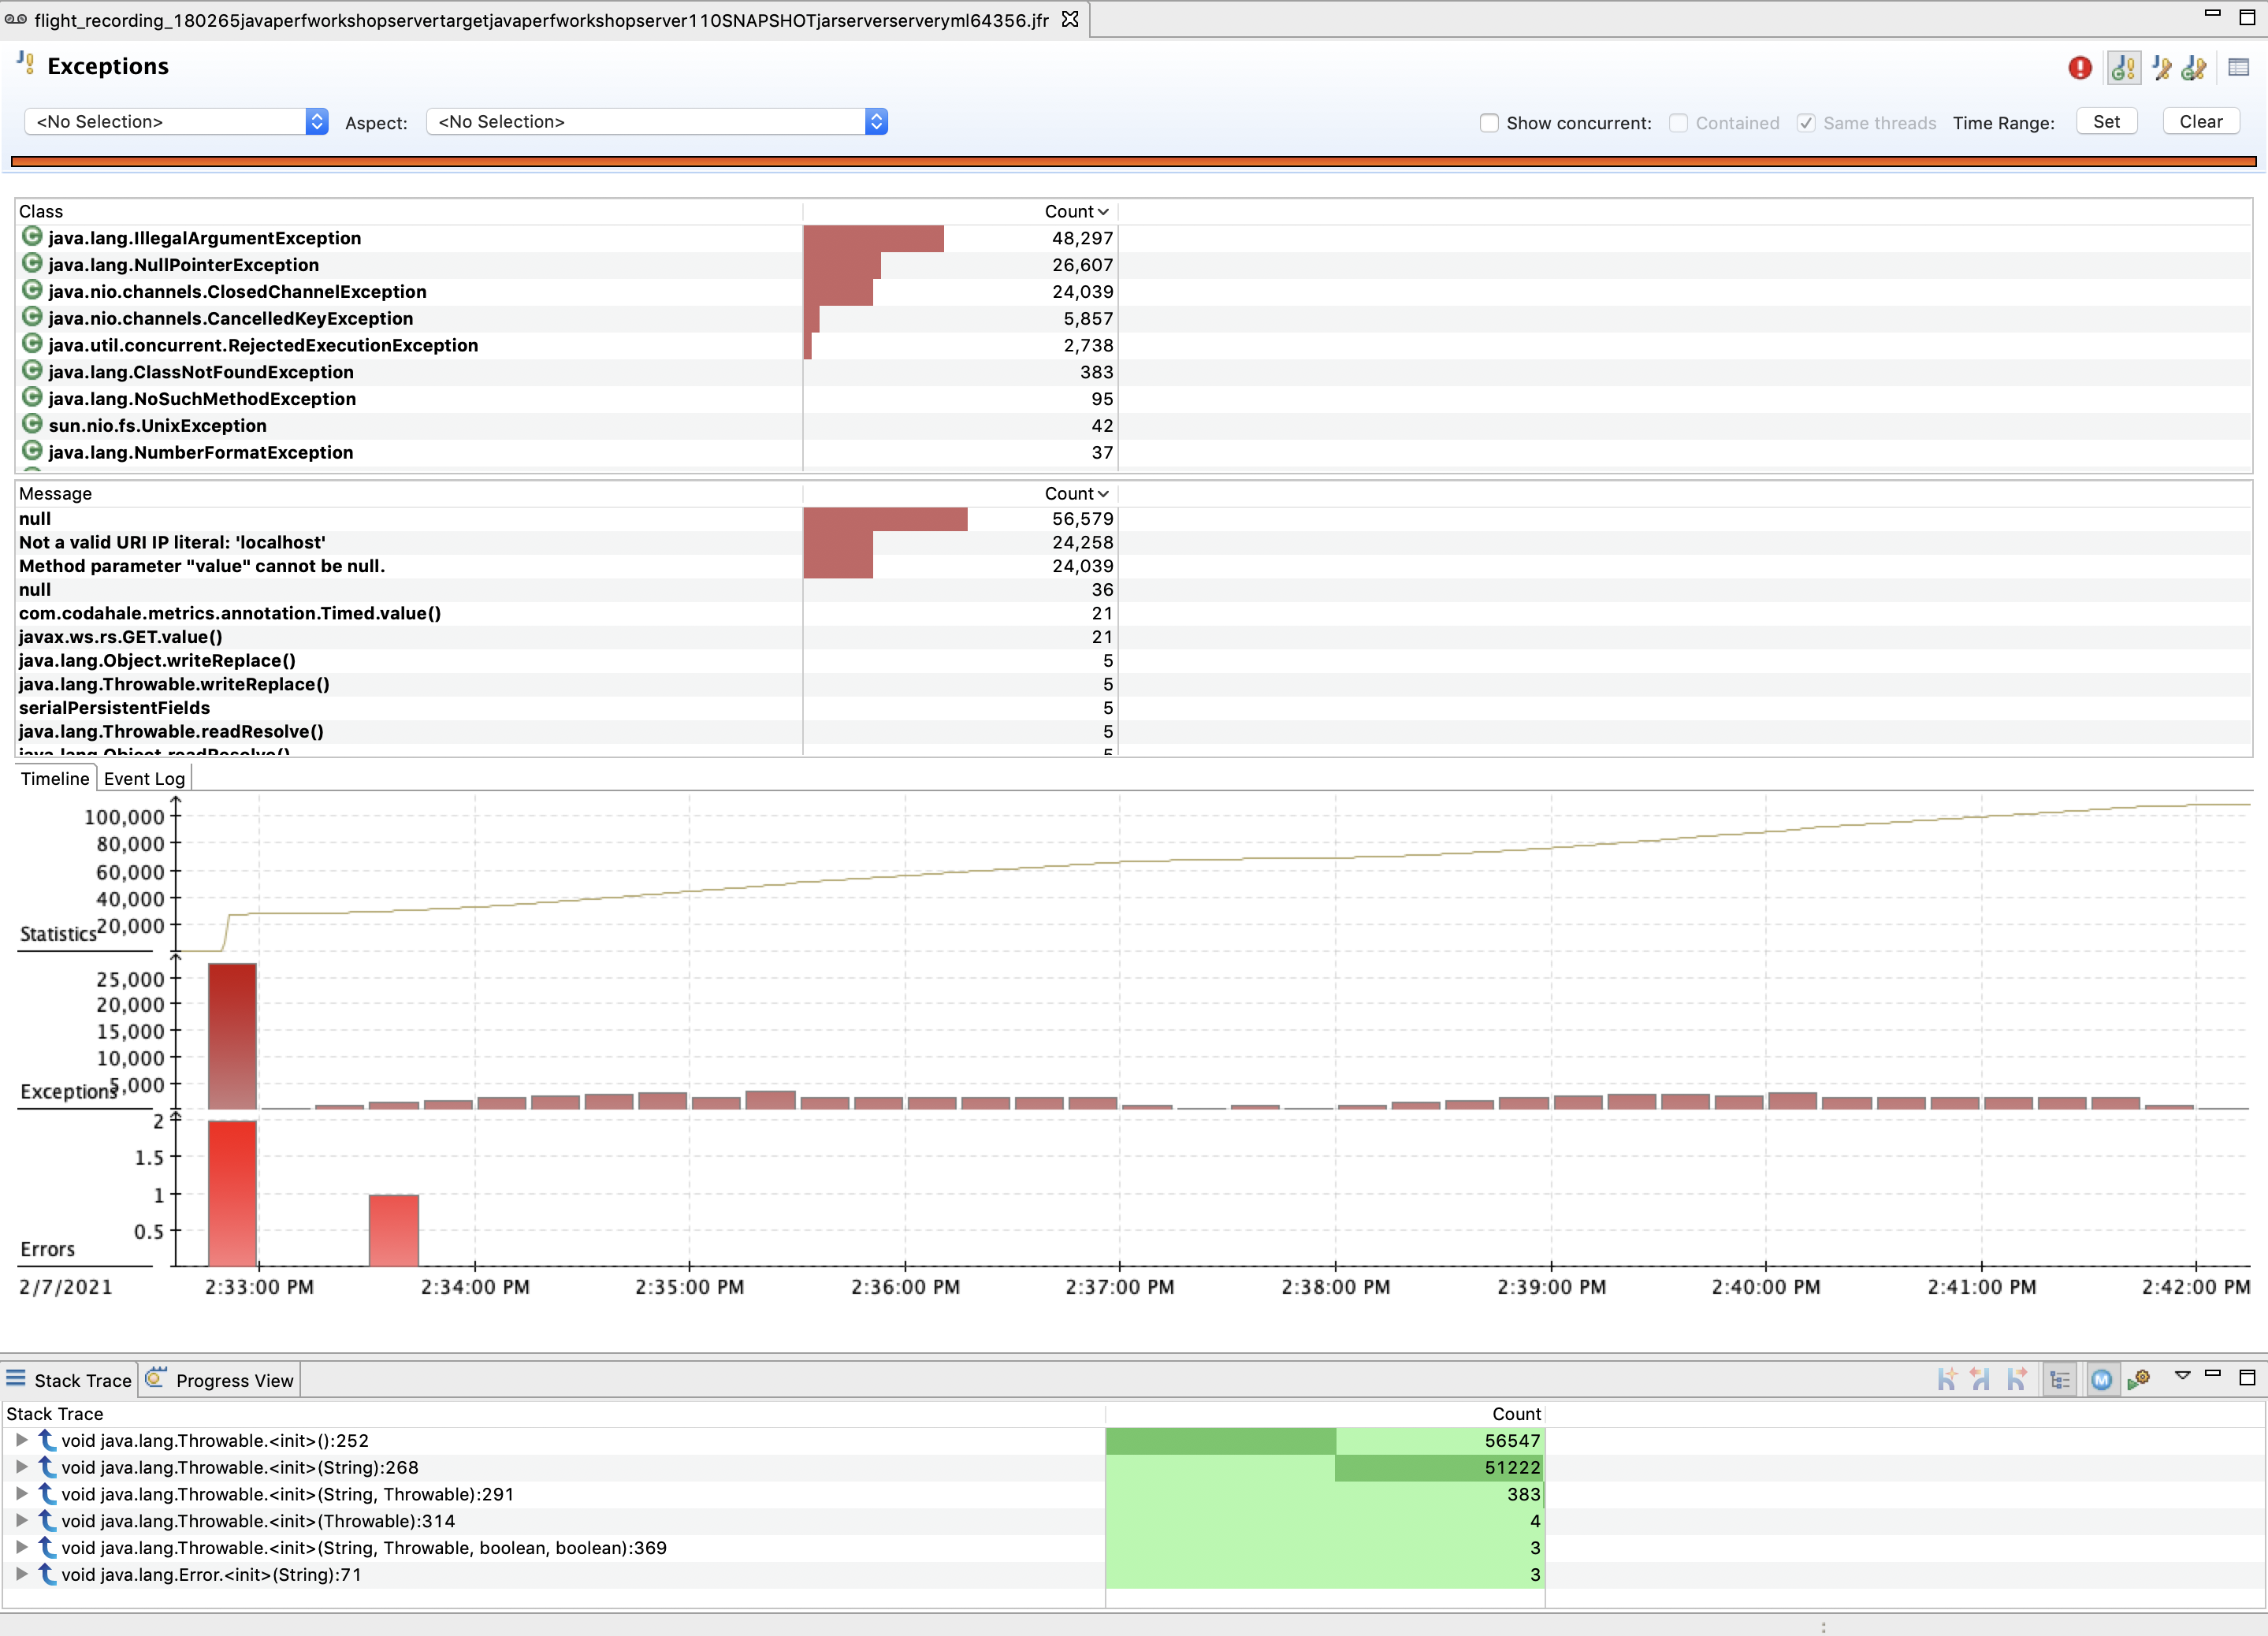 flight_recording_180265javaperfworkshopservertargetjavaperfworkshopserver110SNAPSHOTjarserverserveryml64356.jfr
Exceptions
<No Selection> Aspect: <No Selection> Show concurrent: Contained Same threads Time Range: Set Clear
Class Count
java.lang.IllegalArgumentException 48,297
java.lang.NullPointerException 26,607
java.nio.channels.ClosedChannelException 24,039
java.nio.channels.CancelledKeyException 5,857
java.util.concurrent.RejectedExecutionException 2,738
java.lang.ClassNotFoundException 383
java.lang.NoSuchMethodException 95
sun.nio.fs.UnixException 42
java.lang.NumberFormatException 37
Message Count
null 56,579
Not a valid URI IP literal: 'localhost' 24,258
Method parameter "value" cannot be null. 24,039
null 36
com.codahale.metrics.annotation.Timed.value() 21
javax.ws.rs.GET.value() 21
java.lang.Object.writeReplace() 5
java.lang.Throwable.writeReplace() 5
serialPersistentFields 5
java.lang.Throwable.readResolve() 5
java.lang.Object.readResolve() 5
Timeline Event Log
100,000
80,000
60,000
40,000
20,000
Statistics
25,000
20,000
15,000
10,000
5,000
Exceptions
2
1.5
1
0.5
Errors
2/7/2021 2:33:00 PM 2:34:00 PM 2:35:00 PM 2:36:00 PM 2:37:00 PM 2:38:00 PM 2:39:00 PM 2:40:00 PM 2:41:00 PM 2:42:00 PM
Stack Trace Progress View
Stack Trace Count
void java.lang.Throwable.<init>():252 56547
void java.lang.Throwable.<init>(String):268 51222
void java.lang.Throwable.<init>(String, Throwable):291 383
void java.lang.Throwable.<init>(Throwable):314 4
void java.lang.Throwable.<init>(String, Throwable, boolean, boolean):369 3
void java.lang.Error.<init>(String):71 3